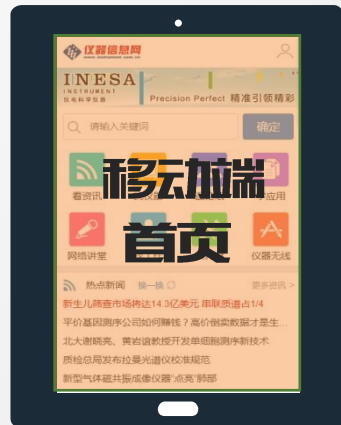 仪器信息网
INESA
INSTRUMENT
仪电科学仪器
Precision Perfect 精准引领精彩
请输入关键词
确定
移动端
看资讯
应用
首页
网络讲堂
仪器无线
热点新闻 换一换
更多资讯 >
新生儿筛查市场将达14.3亿美元 串联质谱占1/4
平价基因测序公司如何赚钱？高价倒卖数据才是生...
北大谢晓亮、黄岩谊教授开发单细胞测序新技术
质检总局发布拉曼光谱仪校准规范
新型气体磁共振成像仪器"点亮"肺部